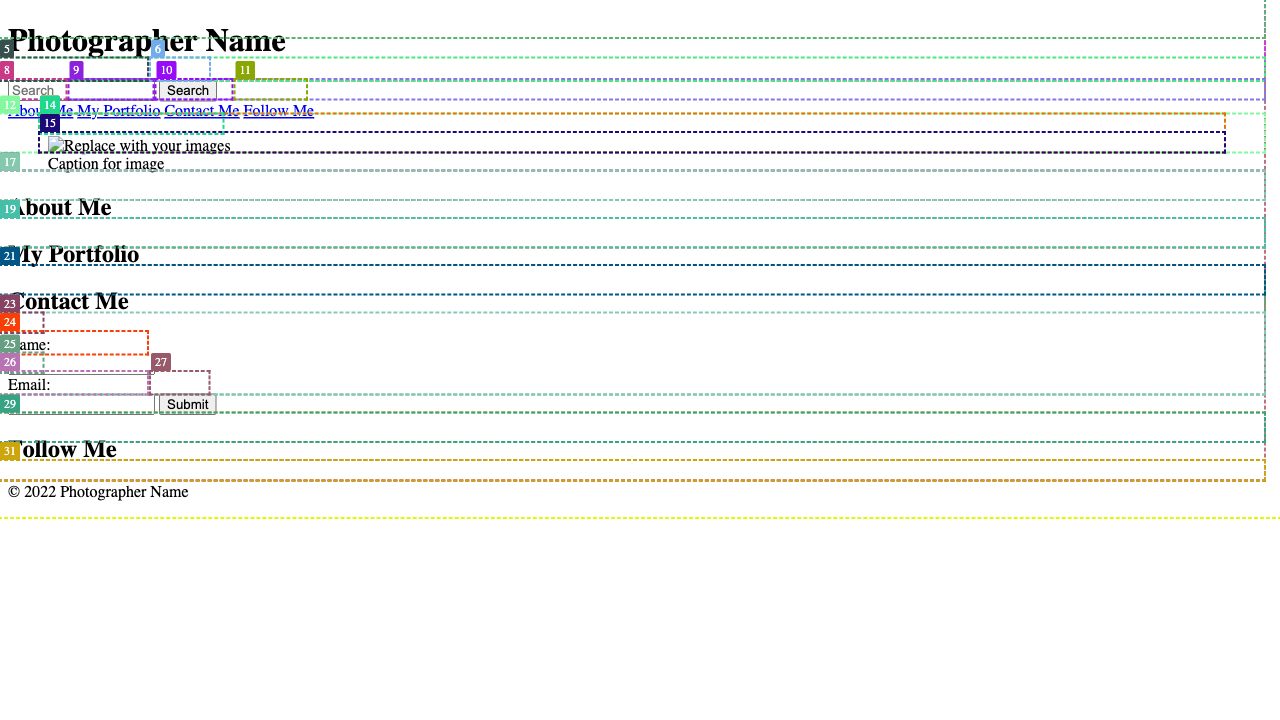 Photographer Name
5
6
8
9
10
11
Search Search
12
14
About Me My Portfolio Contact Me Follow Me
15
Replace with your images
17
Caption for image
19
About Me
21
My Portfolio
23
Contact Me
24
25
Name:
26
27
Email:
29
Submit
31
Follow Me
© 2022 Photographer Name